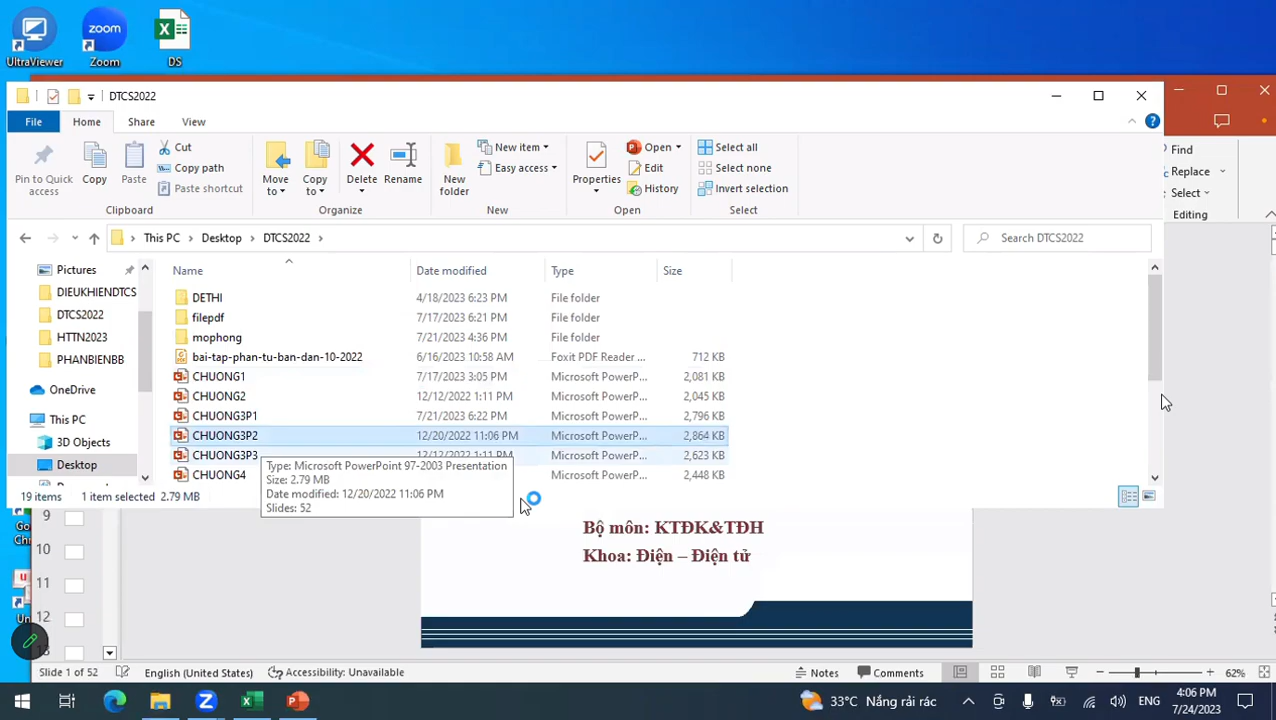 UltraViewer
Zoom
DS
DTCS2022
File
Home
Share
View
Pin to Quick access
Copy
Paste
Cut
Copy path
Paste shortcut
Clipboard
Move to
Copy to
Delete
Rename
Organize
New folder
New item
Easy access
New
Properties
Open
Edit
History
Open
Select all
Select none
Invert selection
Select
Find
Replace
Select
Editing
This PC > Desktop > DTCS2022 >
Search DTCS2022
Pictures
DIEUKHIENDTCS
DTCS2022
HTTN2023
PHANBIENBB
OneDrive
This PC
3D Objects
Desktop
Name Date modified Type Size
DETHI 4/18/2023 6:23 PM File folder
filepdf 7/17/2023 6:21 PM File folder
mophong 7/21/2023 4:36 PM File folder
bai-tap-phan-tu-ban-dan-10-2022 6/16/2023 10:58 AM Foxit PDF Reader ... 712 KB
CHUONG1 7/17/2023 3:05 PM Microsoft PowerP... 2,081 KB
CHUONG2 12/12/2022 1:11 PM Microsoft PowerP... 2,045 KB
CHUONG3P1 7/21/2023 6:22 PM Microsoft PowerP... 2,796 KB
CHUONG3P2 12/20/2022 11:06 PM Microsoft PowerP... 2,864 KB
CHUONG3P3 12/12/2022 1:11 PM Microsoft PowerP... 2,623 KB
CHUONG4 Microsoft PowerP... 2,448 KB
Type: Microsoft PowerPoint 97-2003 Presentation
Size: 2.79 MB
Date modified: 12/20/2022 11:06 PM
Slides: 52
19 items 1 item selected 2.79 MB
9
10
11
12
13
Bộ môn: KTĐK&TĐH
Khoa: Điện – Điện tử
Slide 1 of 52
English (United States)
Accessibility: Unavailable
Notes
Comments
62%
33°C Nắng rải rác
ENG
4:06 PM
7/24/2023